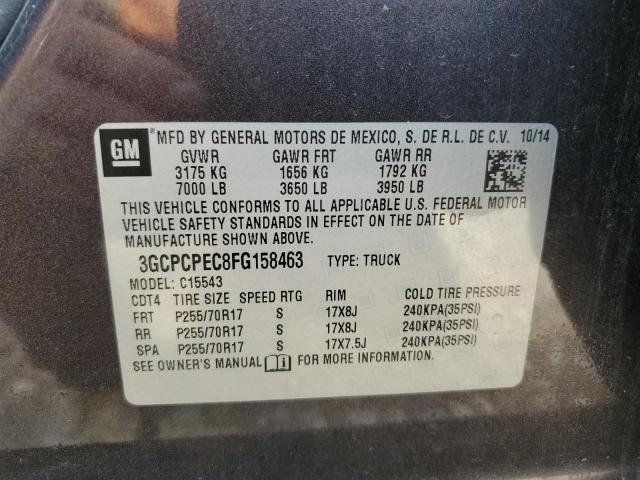 GM ® MFD BY GENERAL MOTORS DE MEXICO, S. DE R.L. DE C.V. 10/14
GVWR GAWR FRT GAWR RR
3175 KG 1656 KG 1792 KG
7000 LB 3650 LB 3950 LB
THIS VEHICLE CONFORMS TO ALL APPLICABLE U.S. FEDERAL MOTOR
VEHICLE SAFETY STANDARDS IN EFFECT ON THE DATE OF
MANUFACTURE SHOWN ABOVE.
3GCPCPEC8FG158463 TYPE: TRUCK
MODEL: C15543
CDT4 TIRE SIZE SPEED RTG RIM COLD TIRE PRESSURE
FRT P255/70R17 S 17X8J 240KPA(35PSI)
RR P255/70R17 S 17X8J 240KPA(35PSI)
SPA P255/70R17 S 17X7.5J 240KPA(35PSI)
SEE OWNER'S MANUAL FOR MORE INFORMATION.